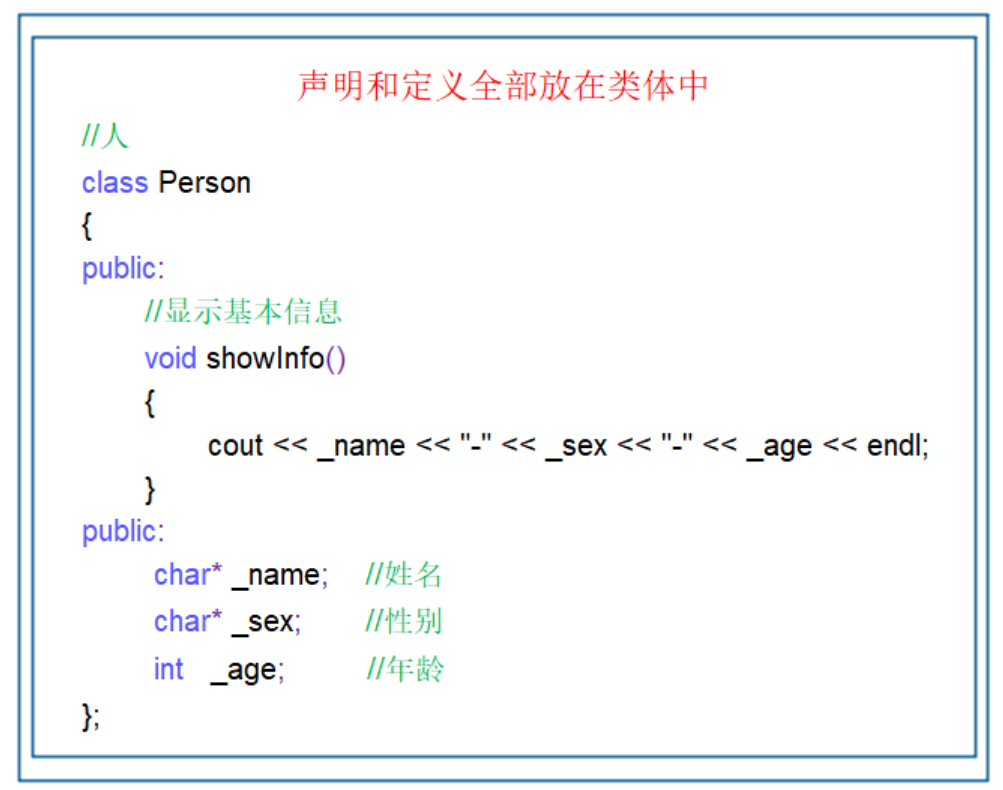 声明和定义全部放在类体中
//人
class Person
{
public:
//显示基本信息
void showInfo()
{
cout << _name << "-" << _sex << "-" << _age << endl;
}
public:
char* _name; //姓名
char* _sex; //性别
int _age; //年龄
};